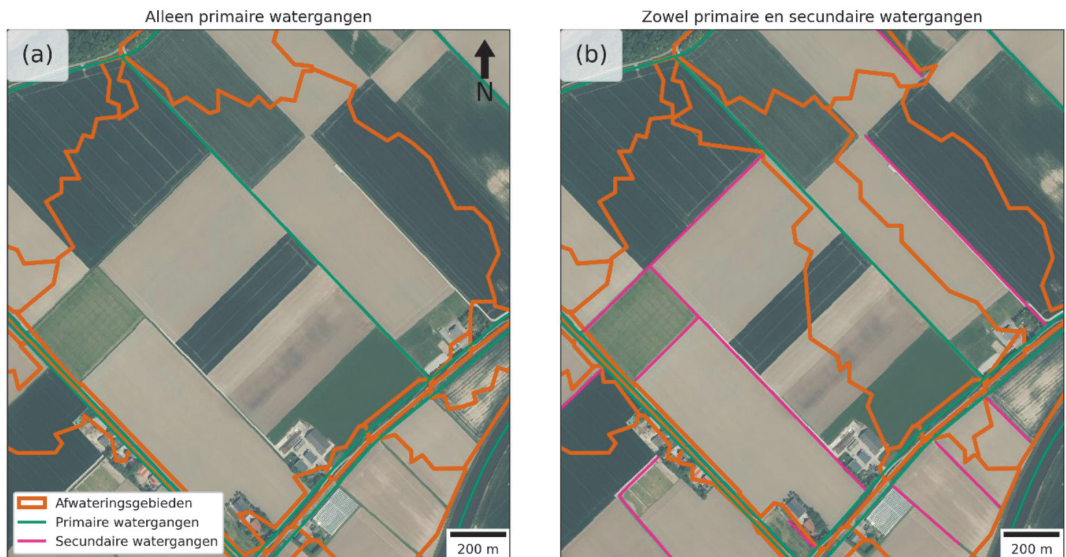 Alleen primaire watergangen
(a)
N
Afwateringsgebieden
Primaire watergangen
Secundaire watergangen
200 m
Zowel primaire en secundaire watergangen
(b)
200 m